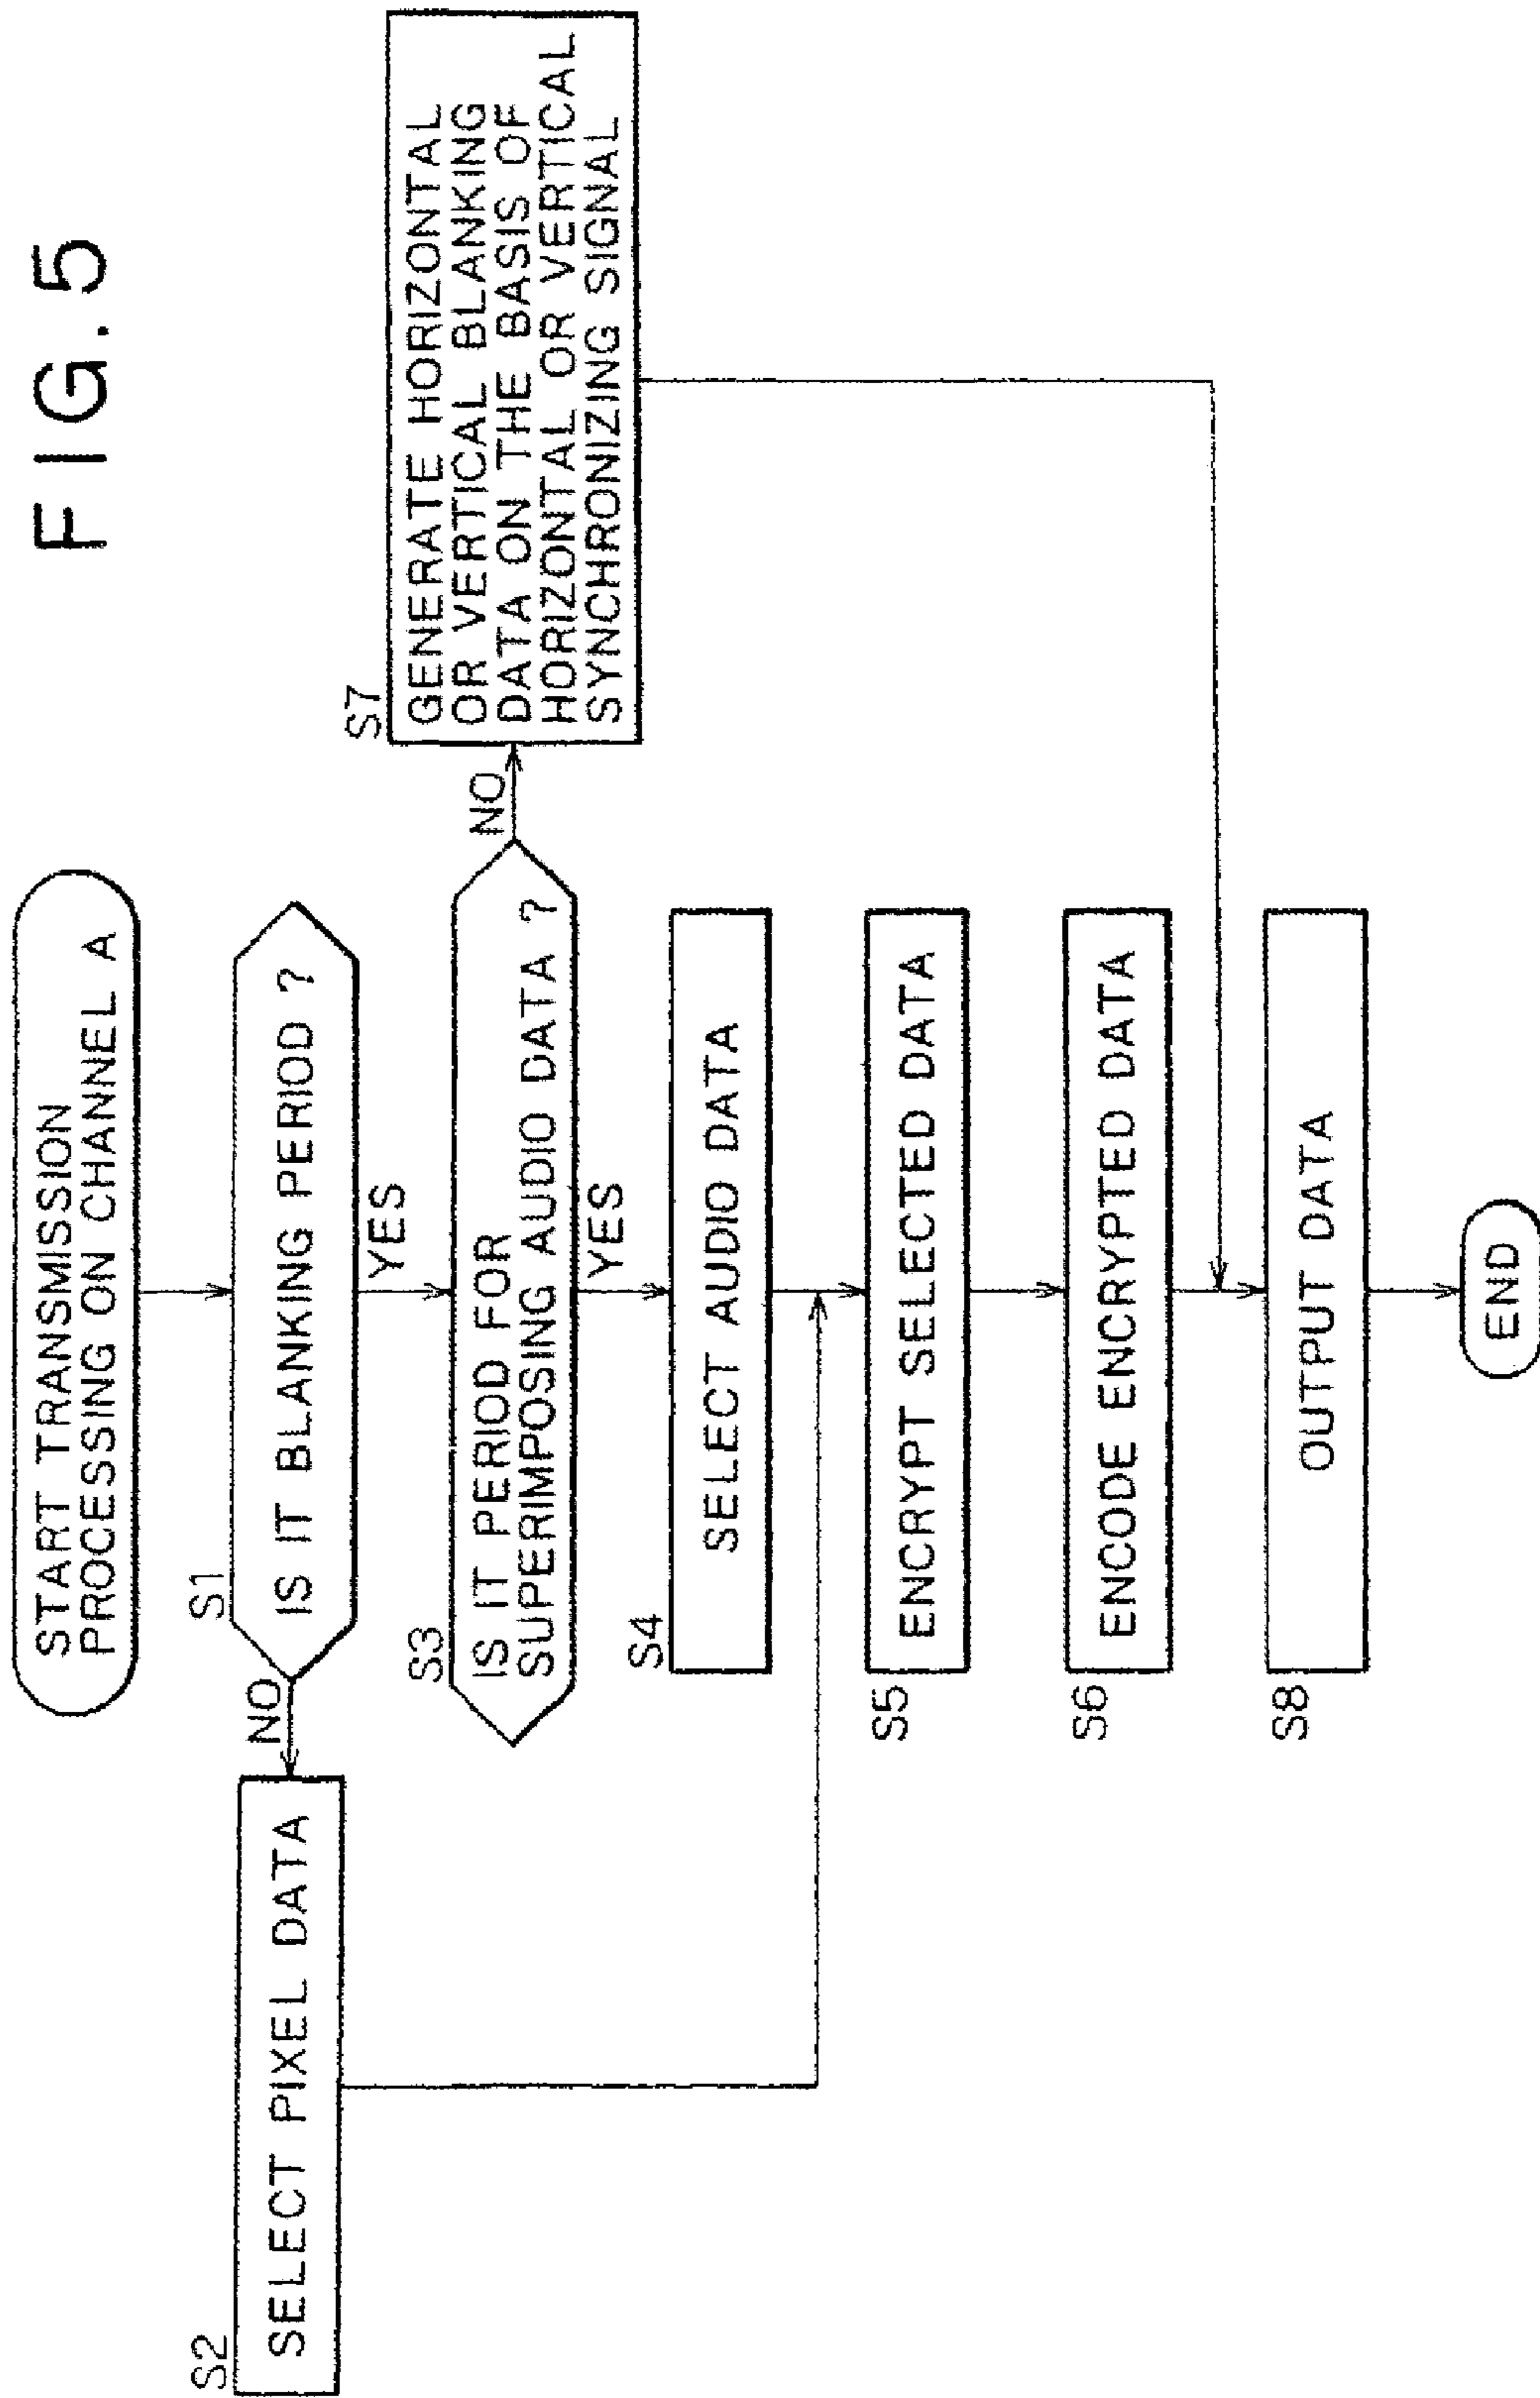 FIG.5
START TRANSMISSION
PROCESSING ON CHANNEL A
S1
IS IT BLANKING PERIOD ?
NO
YES
S2
SELECT PIXEL DATA
S3
IS IT PERIOD FOR
SUPERIMPOSING AUDIO DATA ?
NO
YES
S7
GENERATE HORIZONTAL
OR VERTICAL BLANKING
DATA ON THE BASIS OF
HORIZONTAL OR VERTICAL
SYNCHRONIZING SIGNAL
S4
SELECT AUDIO DATA
S5
ENCRYPT SELECTED DATA
S6
ENCODE ENCRYPTED DATA
S8
OUTPUT DATA
END